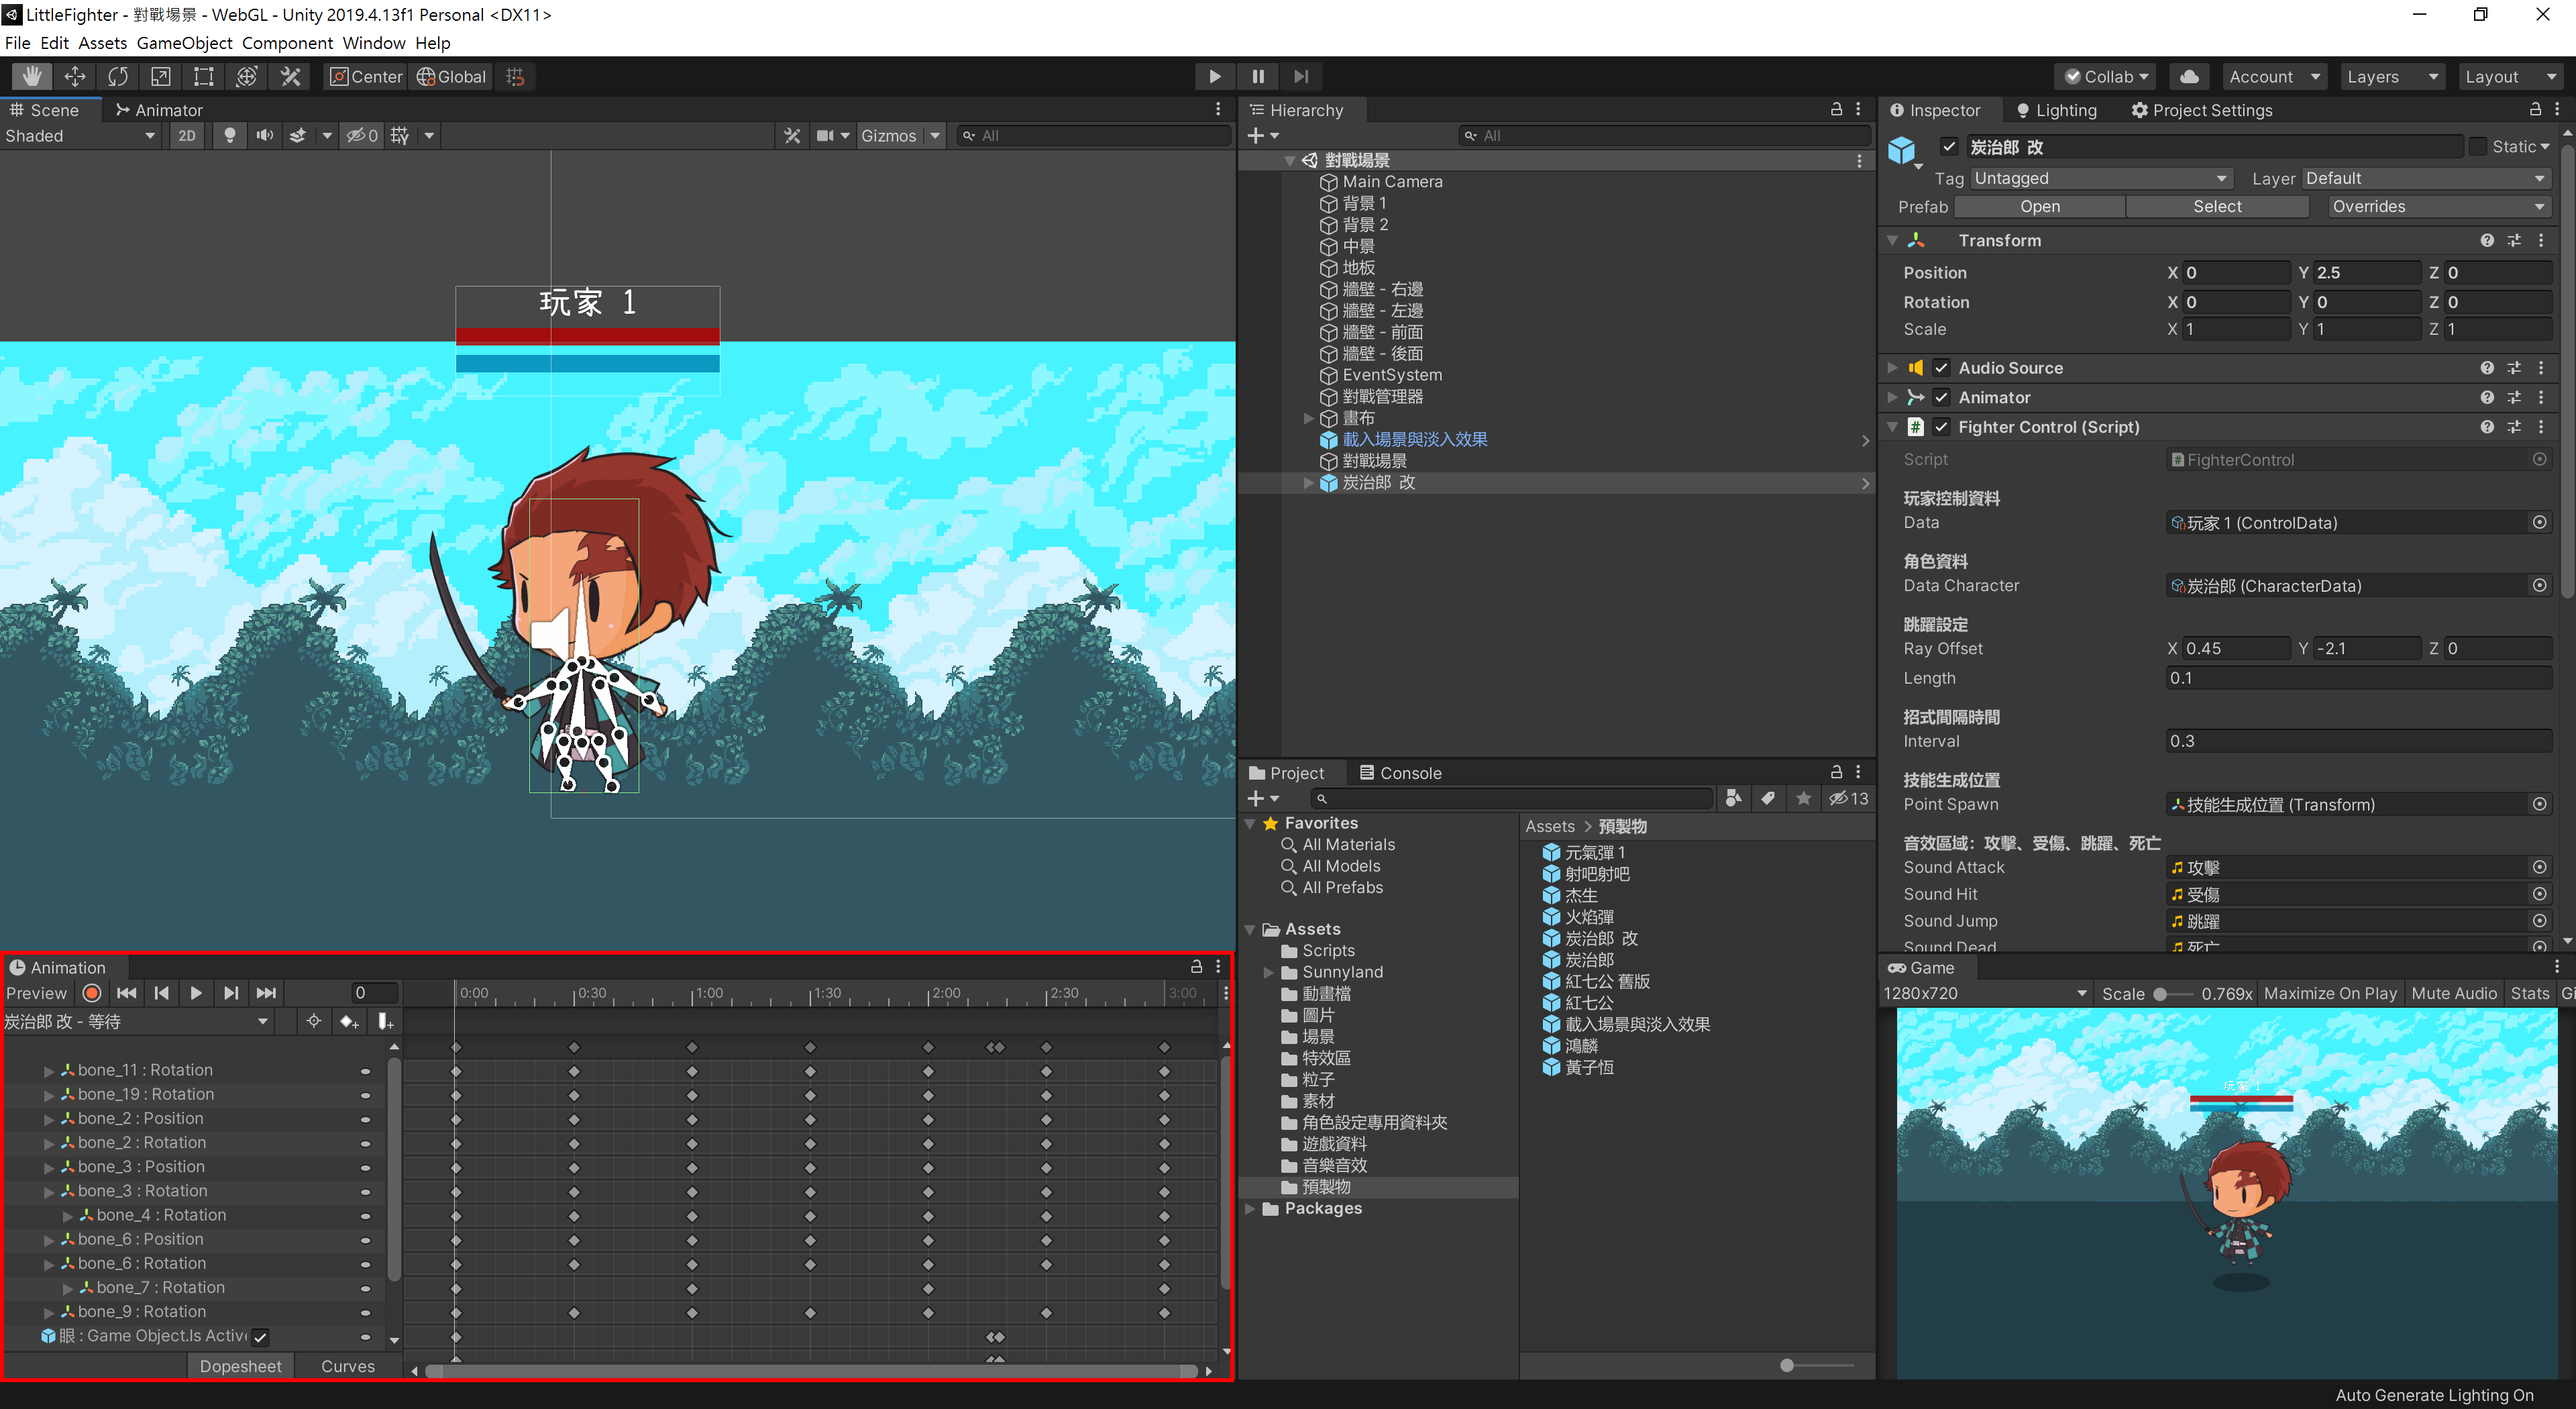 LittleFighter - 對戰場景 - WebGL - Unity 2019.4.13f1 Personal <DX11>
File Edit Assets GameObject Component Window Help
Center Global
Collab Account Layers Layout
Scene Animator
Shaded 2D 0 Gizmos All
玩家 1
Hierarchy
All
對戰場景
Main Camera
背景 1
背景 2
中景
地板
牆壁 - 右邊
牆壁 - 左邊
牆壁 - 前面
牆壁 - 後面
EventSystem
對戰管理器
畫布
載入場景與淡入效果
對戰場景
炭治郎 改
Inspector Lighting Project Settings
炭治郎 改 Static
Tag Untagged Layer Default
Prefab Open Select Overrides
Transform
Position X 0 Y 2.5 Z 0
Rotation X 0 Y 0 Z 0
Scale X 1 Y 1 Z 1
Audio Source
Animator
Fighter Control (Script)
Script FighterControl
玩家控制資料
Data 玩家 1 (ControlData)
角色資料
Data Character 炭治郎 (CharacterData)
跳躍設定
Ray Offset X 0.45 Y -2.1 Z 0
Length 0.1
招式間隔時間
Interval 0.3
技能生成位置
Point Spawn 技能生成位置 (Transform)
音效區域：攻擊、受傷、跳躍、死亡
Sound Attack 攻擊
Sound Hit 受傷
Sound Jump 跳躍
Sound Dead 死亡
Project Console
13
Favorites
All Materials
All Models
All Prefabs
Assets
Scripts
Sunnyland
動畫檔
圖片
場景
特效區
粒子
素材
角色設定專用資料夾
遊戲資料
音樂音效
預製物
Packages
Assets > 預製物
元氣彈 1
射吧射吧
杰生
火焰彈
炭治郎 改
炭治郎
紅七公 舊版
紅七公
載入場景與淡入效果
鴻麟
黃子恆
Animation
Preview 0 0:00 0:30 1:00 1:30 2:00 2:30 3:00
炭治郎 改 - 等待
bone_11 : Rotation
bone_19 : Rotation
bone_2 : Position
bone_2 : Rotation
bone_3 : Position
bone_3 : Rotation
bone_4 : Rotation
bone_6 : Position
bone_6 : Rotation
bone_7 : Rotation
bone_9 : Rotation
眼 : Game Object.Is Activ
Dopesheet Curves
Game
1280x720 Scale 0.769x Maximize On Play Mute Audio Stats Gi
玩家 1
Auto Generate Lighting On